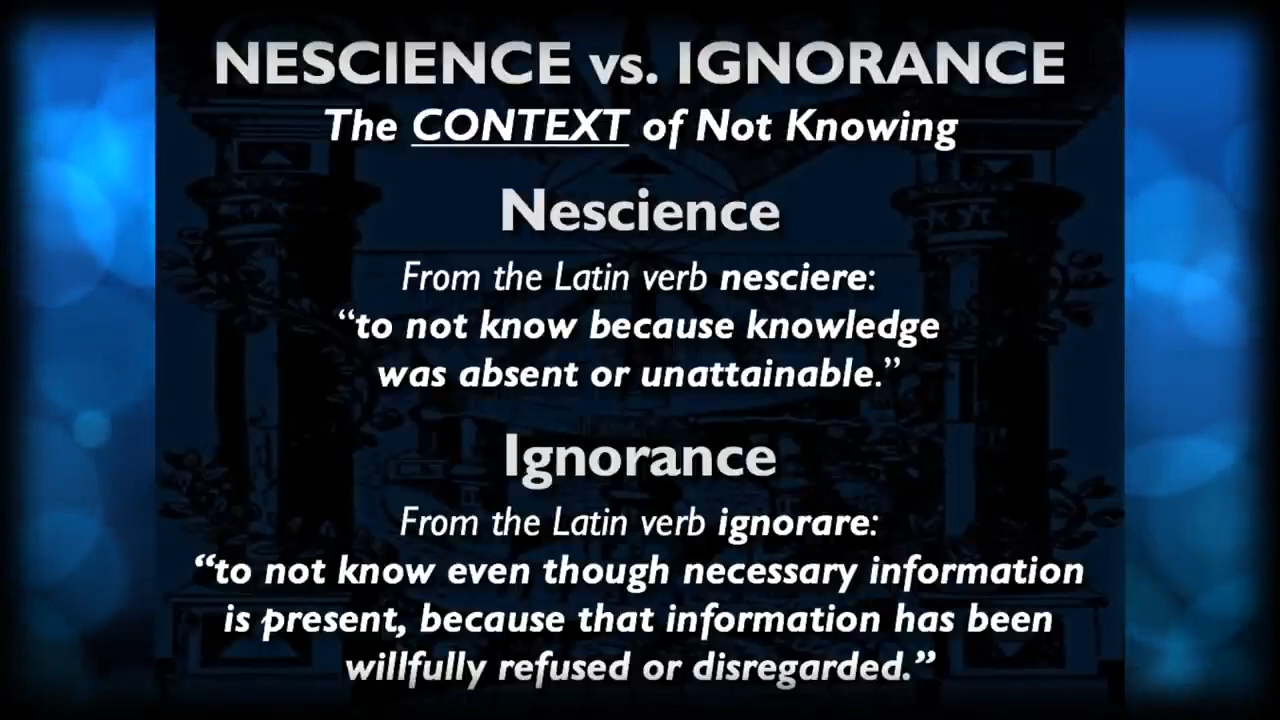 NESCIENCE vs. IGNORANCE
The CONTEXT of Not Knowing
Nescience
From the Latin verb nesciere:
“to not know because knowledge
was absent or unattainable.”
Ignorance
From the Latin verb ignorare:
“to not know even though necessary information
is present, because that information has been
willfully refused or disregarded.”